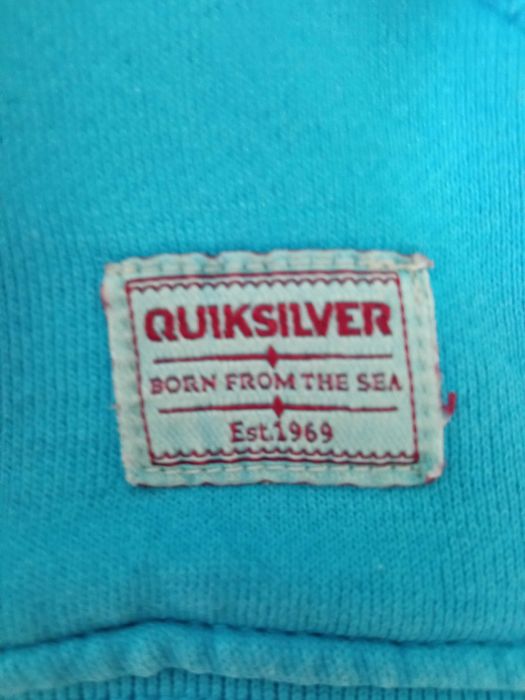 QUIKSILVER
BORN FROM THE SEA
Est.1969